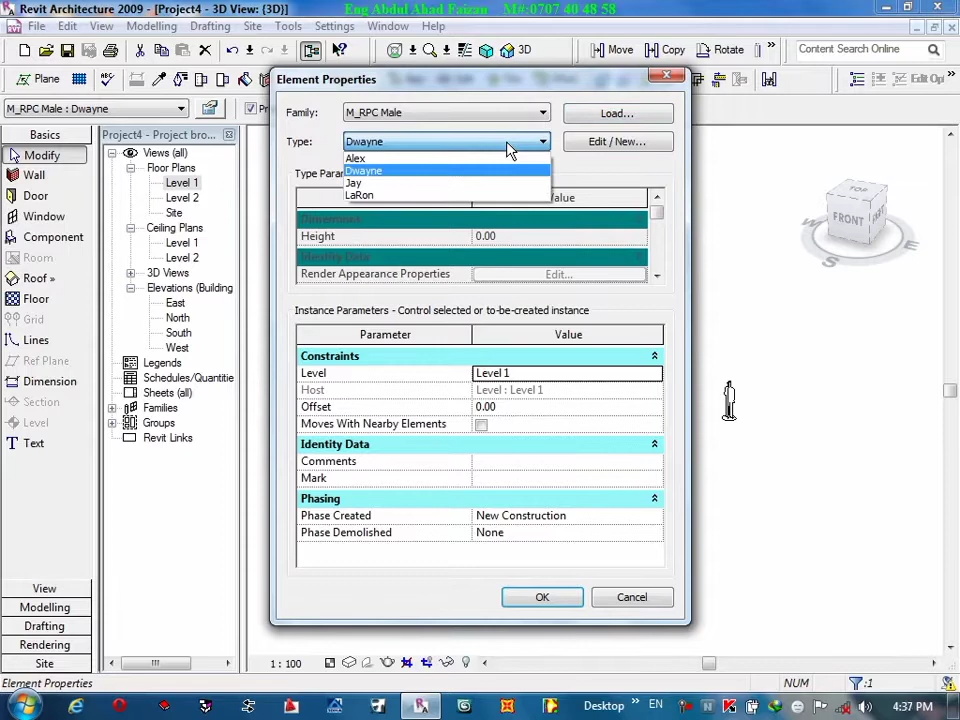 Revit Architecture 2009 - [Project4 - 3D View: {3D}]
Eng Abdul Ahad Faizan M#:0707 40 48 58
File Edit View Modelling Drafting Site Tools Settings Window Help
3D Move Copy Rotate » Content Search Online
Plane Edit Op »
M_RPC Male : Dwayne
Basics
Modify
Wall
Door
Window
Component
Room
Roof »
Floor
Grid
Lines
Ref Plane
Dimension
Section
Level
Text
View
Modelling
Drafting
Rendering
Site
Project4 - Project bro...
Views (all)
Floor Plans
Level 1
Level 2
Site
Ceiling Plans
Level 1
Level 2
3D Views
Elevations (Building
East
North
South
West
Legends
Schedules/Quantitie
Sheets (all)
Families
Groups
Revit Links
Element Properties
Family: M_RPC Male Load...
Type: Dwayne Edit / New...
Alex
Dwayne
Jay
LaRon
Dimensions
Height 0.00
Identity Data
Render Appearance Properties Edit...
Instance Parameters - Control selected or to-be-created instance
Parameter Value
Constraints
Level Level 1
Host Level : Level 1
Offset 0.00
Moves With Nearby Elements
Identity Data
Comments
Mark
Phasing
Phase Created New Construction
Phase Demolished None
OK Cancel
TOP
FRONT
S
E
1 : 100
Element Properties NUM :1
Desktop » EN 4:37 PM